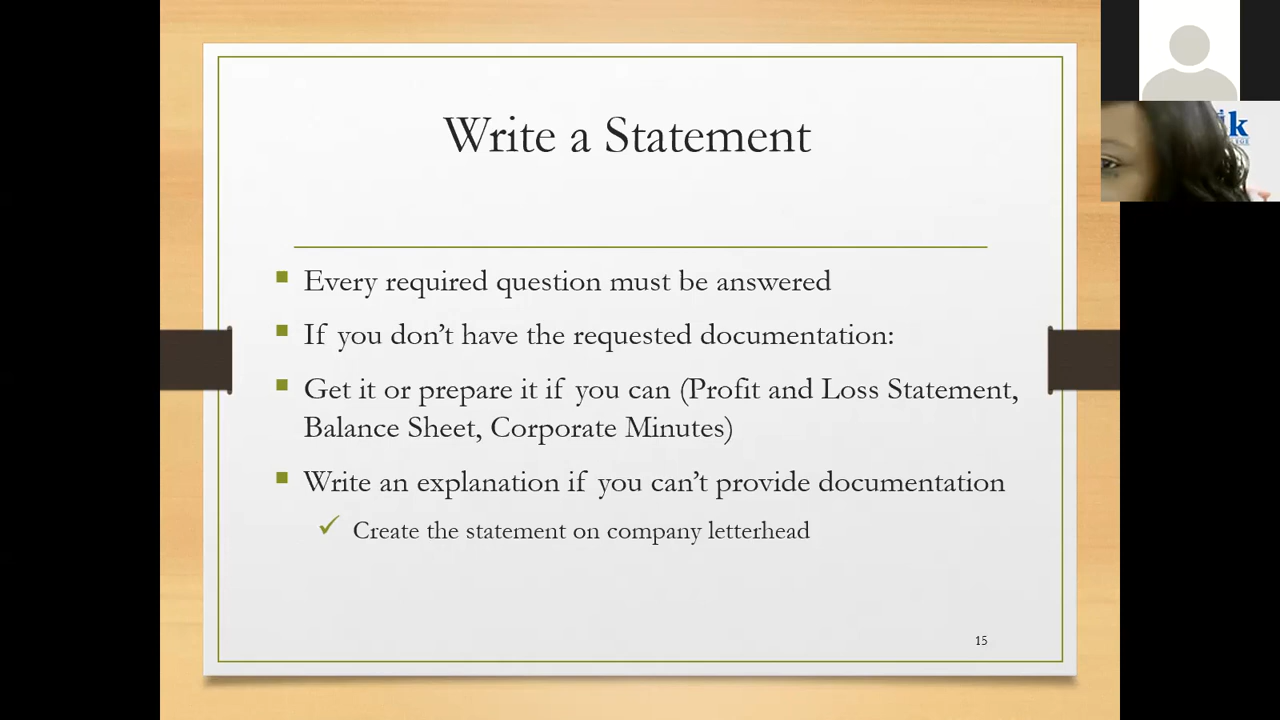 Write a Statement
Every required question must be answered
If you don't have the requested documentation:
Get it or prepare it if you can (Profit and Loss Statement,
Balance Sheet, Corporate Minutes)
Write an explanation if you can't provide documentation
Create the statement on company letterhead
15